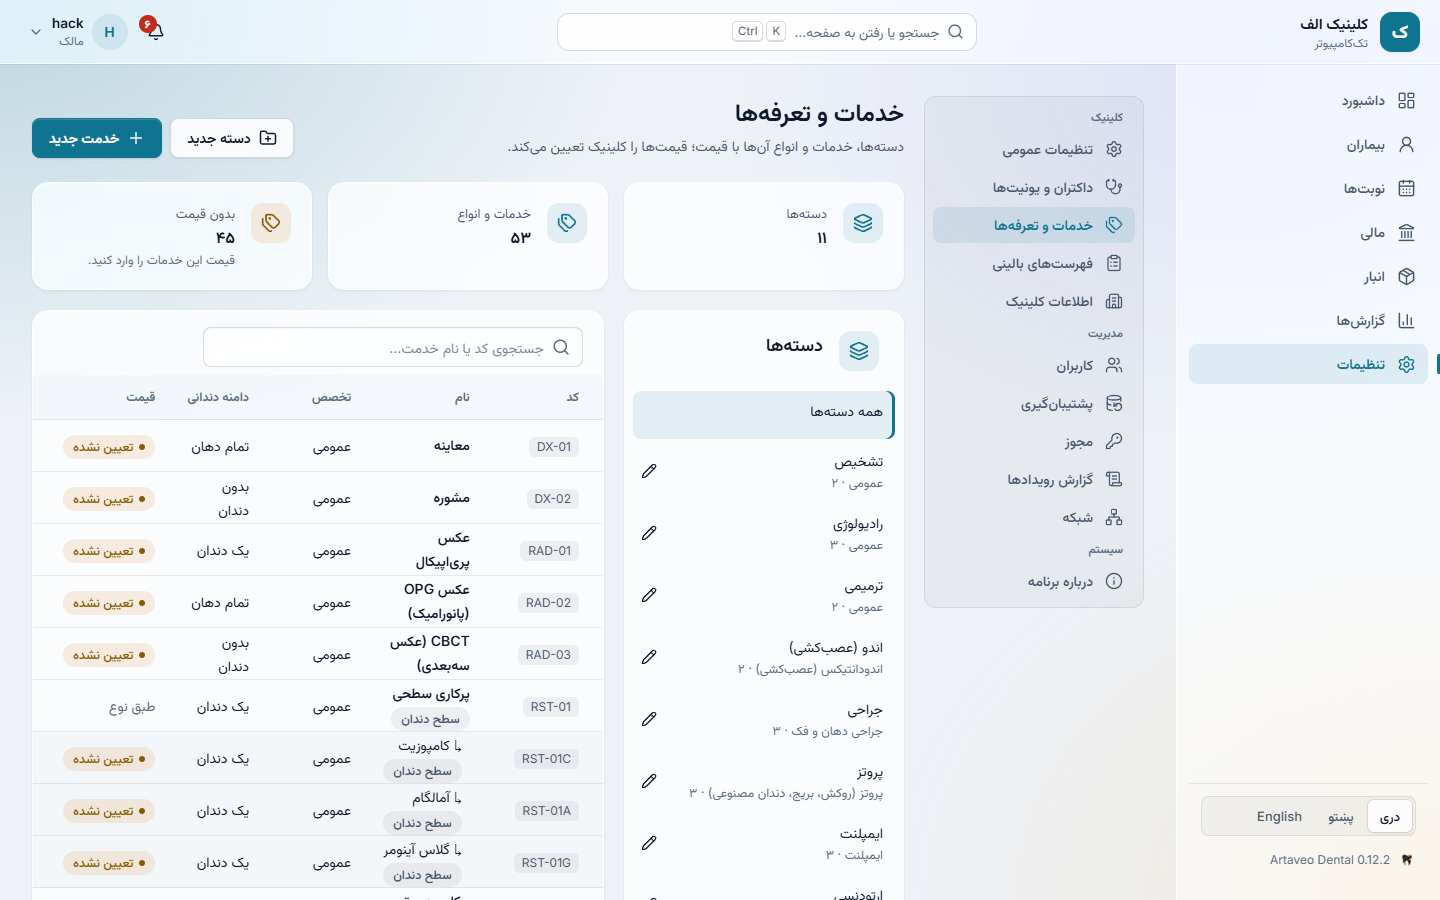 کلینیک الف
تک‌کامپیوتر
ک
جستجو یا رفتن به صفحه...
Ctrl K
۶
H
hack
مالک
داشبورد
بیماران
نوبت‌ها
مالی
انبار
گزارش‌ها
تنظیمات
دری
پښتو
English
Artaveo Dental 0.12.2
کلینیک
تنظیمات عمومی
داکتران و یونیت‌ها
خدمات و تعرفه‌ها
فهرست‌های بالینی
اطلاعات کلینیک
مدیریت
کاربران
پشتیبان‌گیری
مجوز
گزارش رویدادها
شبکه
سیستم
درباره برنامه
خدمات و تعرفه‌ها
دسته‌ها، خدمات و انواع آن‌ها با قیمت؛ قیمت‌ها را کلینیک تعیین می‌کند.
دسته جدید
خدمت جدید
دسته‌ها
۱۱
خدمات و انواع
۵۳
بدون قیمت
۴۵
قیمت این خدمات را وارد کنید.
دسته‌ها
همه دسته‌ها
تشخیص
عمومی · ۲
رادیولوژی
عمومی · ۳
ترمیمی
عمومی · ۲
اندو (عصب‌کشی)
اندودانتیکس (عصب‌کشی) · ۲
جراحی
جراحی دهان و فک · ۳
پروتز
پروتز (روکش، بریج، دندان مصنوعی) · ۳
ایمپلنت
ایمپلنت · ۳
ارتودنسی
جستجوی کد یا نام خدمت...
کد نام تخصص دامنه دندانی قیمت
DX-01 معاینه عمومی تمام دهان تعیین نشده
DX-02 مشوره عمومی بدون دندان تعیین نشده
RAD-01 عکس پری‌اپیکال عمومی یک دندان تعیین نشده
RAD-02 عکس OPG (پانورامیک) عمومی تمام دهان تعیین نشده
RAD-03 CBCT (عکس سه‌بعدی) عمومی بدون دندان تعیین نشده
RST-01 پرکاری سطحی سطح دندان عمومی یک دندان طبق نوع
RST-01C ↳ کامپوزیت سطح دندان عمومی یک دندان تعیین نشده
RST-01A ↳ آمالگام سطح دندان عمومی یک دندان تعیین نشده
RST-01G ↳ گلاس آینومر سطح دندان عمومی یک دندان تعیین نشده